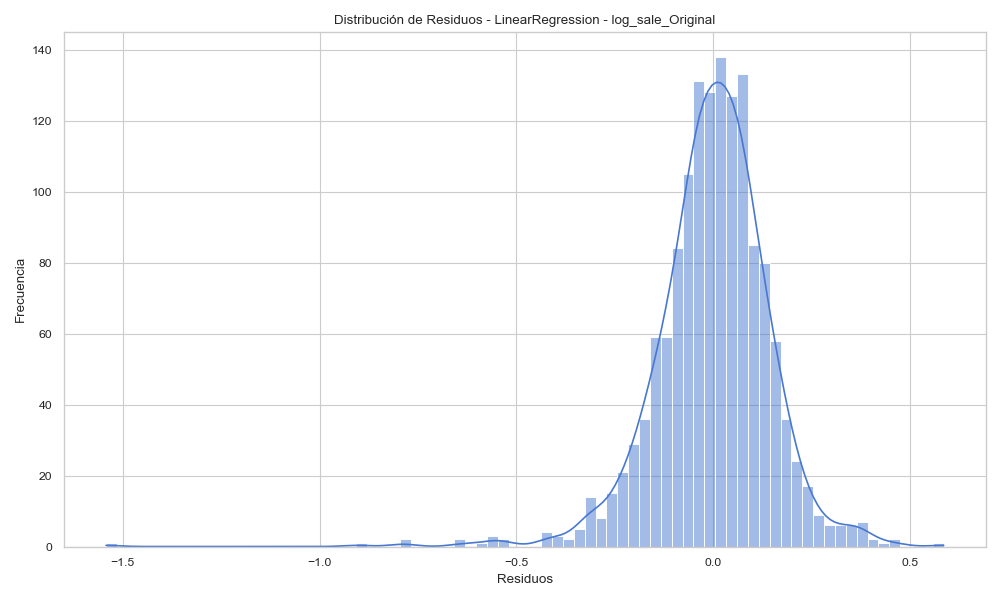 Distribución de Residuos - LinearRegression - log_sale_Original
140
120
100
80
60
40
20
0
Frecuencia
−1.5 −1.0 −0.5 0.0 0.5
Residuos